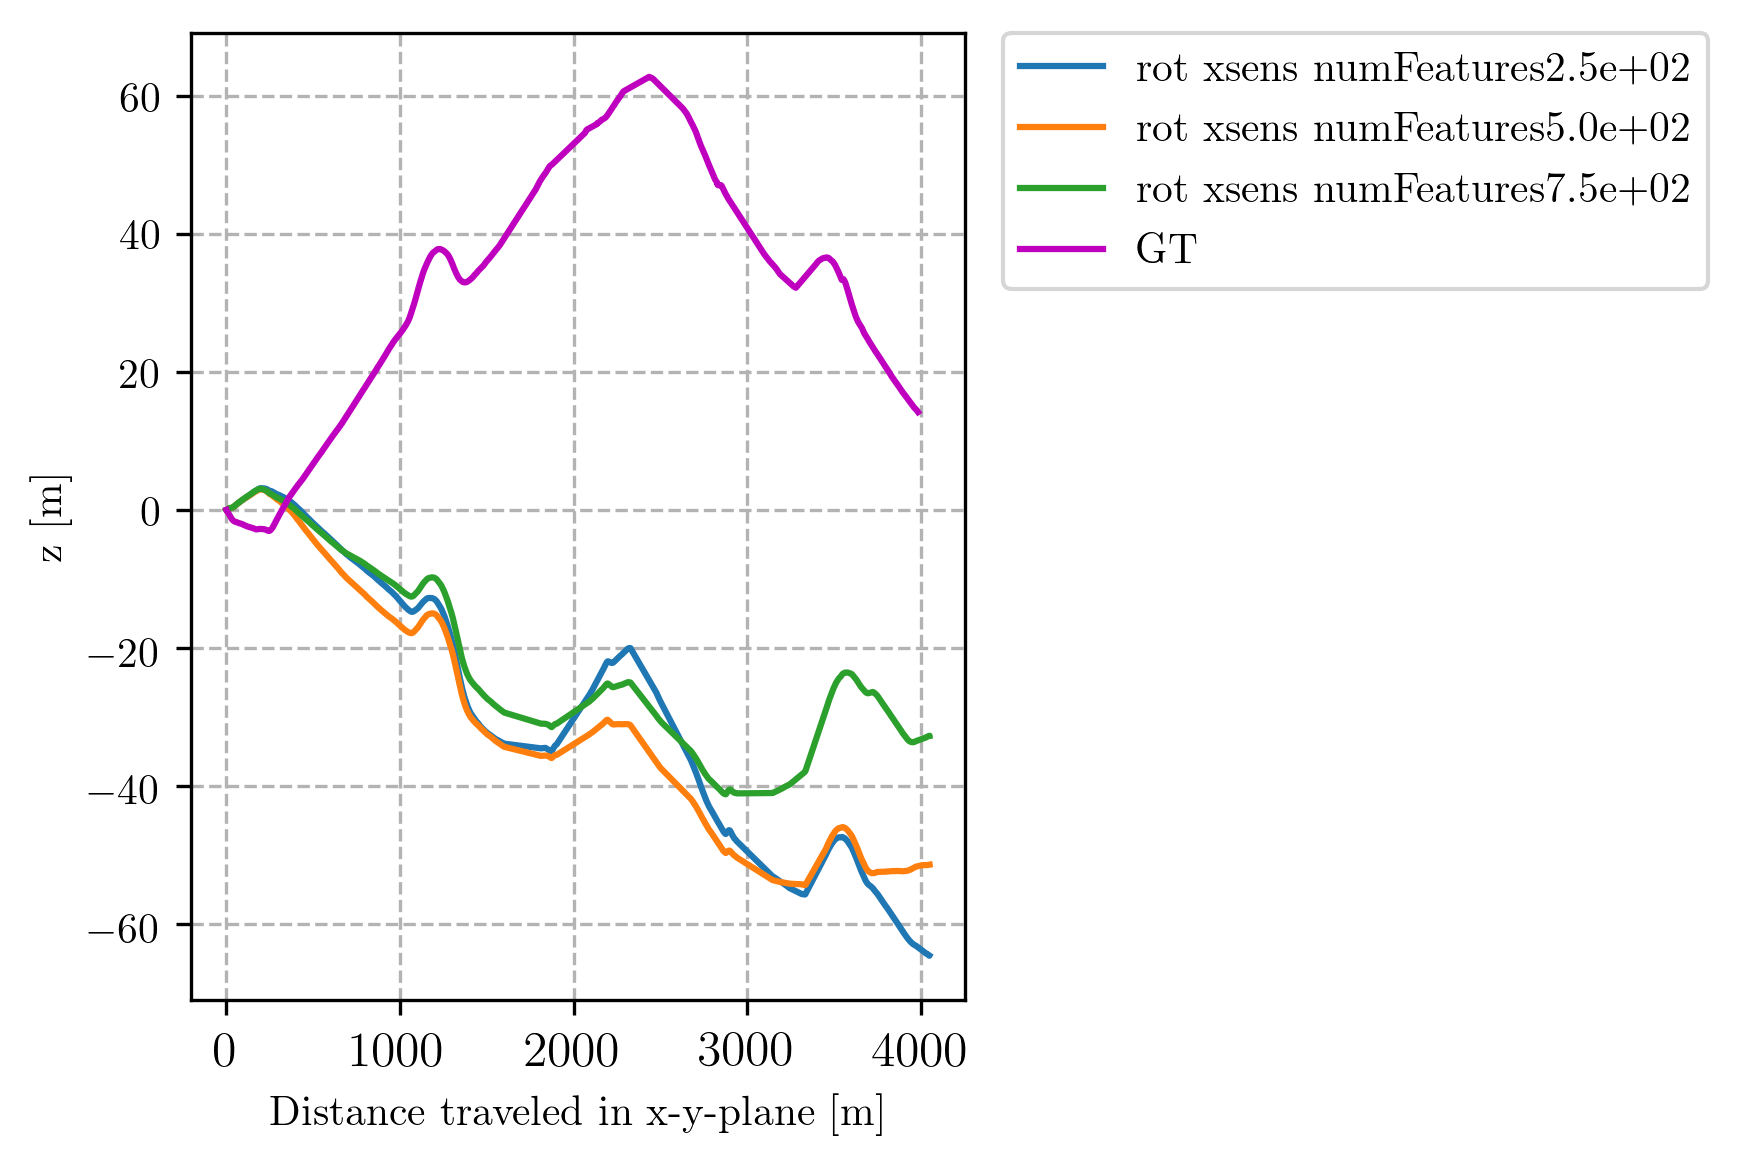 60
40
20
0
−20
−40
−60
z [m]
0 1000 2000 3000 4000
Distance traveled in x-y-plane [m]
rot xsens numFeatures2.5e+02
rot xsens numFeatures5.0e+02
rot xsens numFeatures7.5e+02
GT